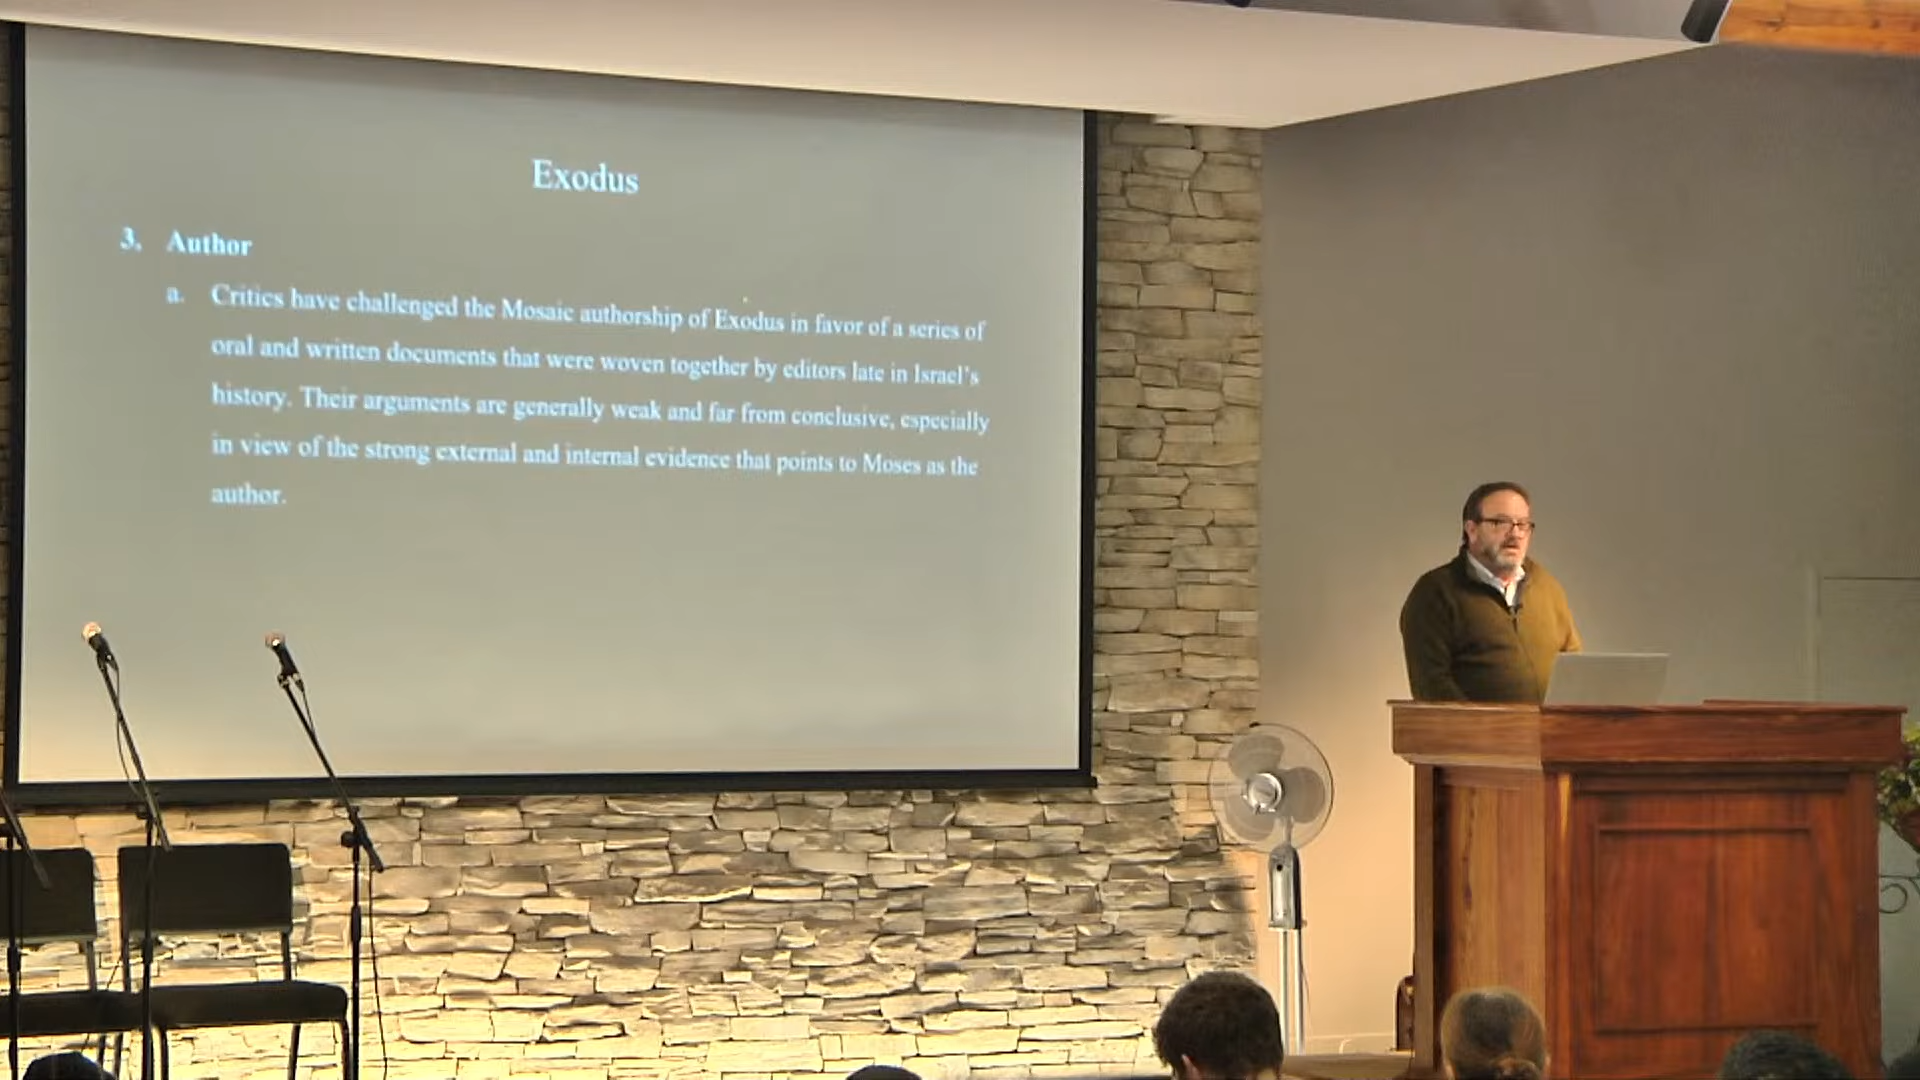 Exodus
3. Author
a. Critics have challenged the Mosaic authorship of Exodus in favor of a series of
oral and written documents that were woven together by editors late in Israel's
history. Their arguments are generally weak and far from conclusive, especially
in view of the strong external and internal evidence that points to Moses as the
author.